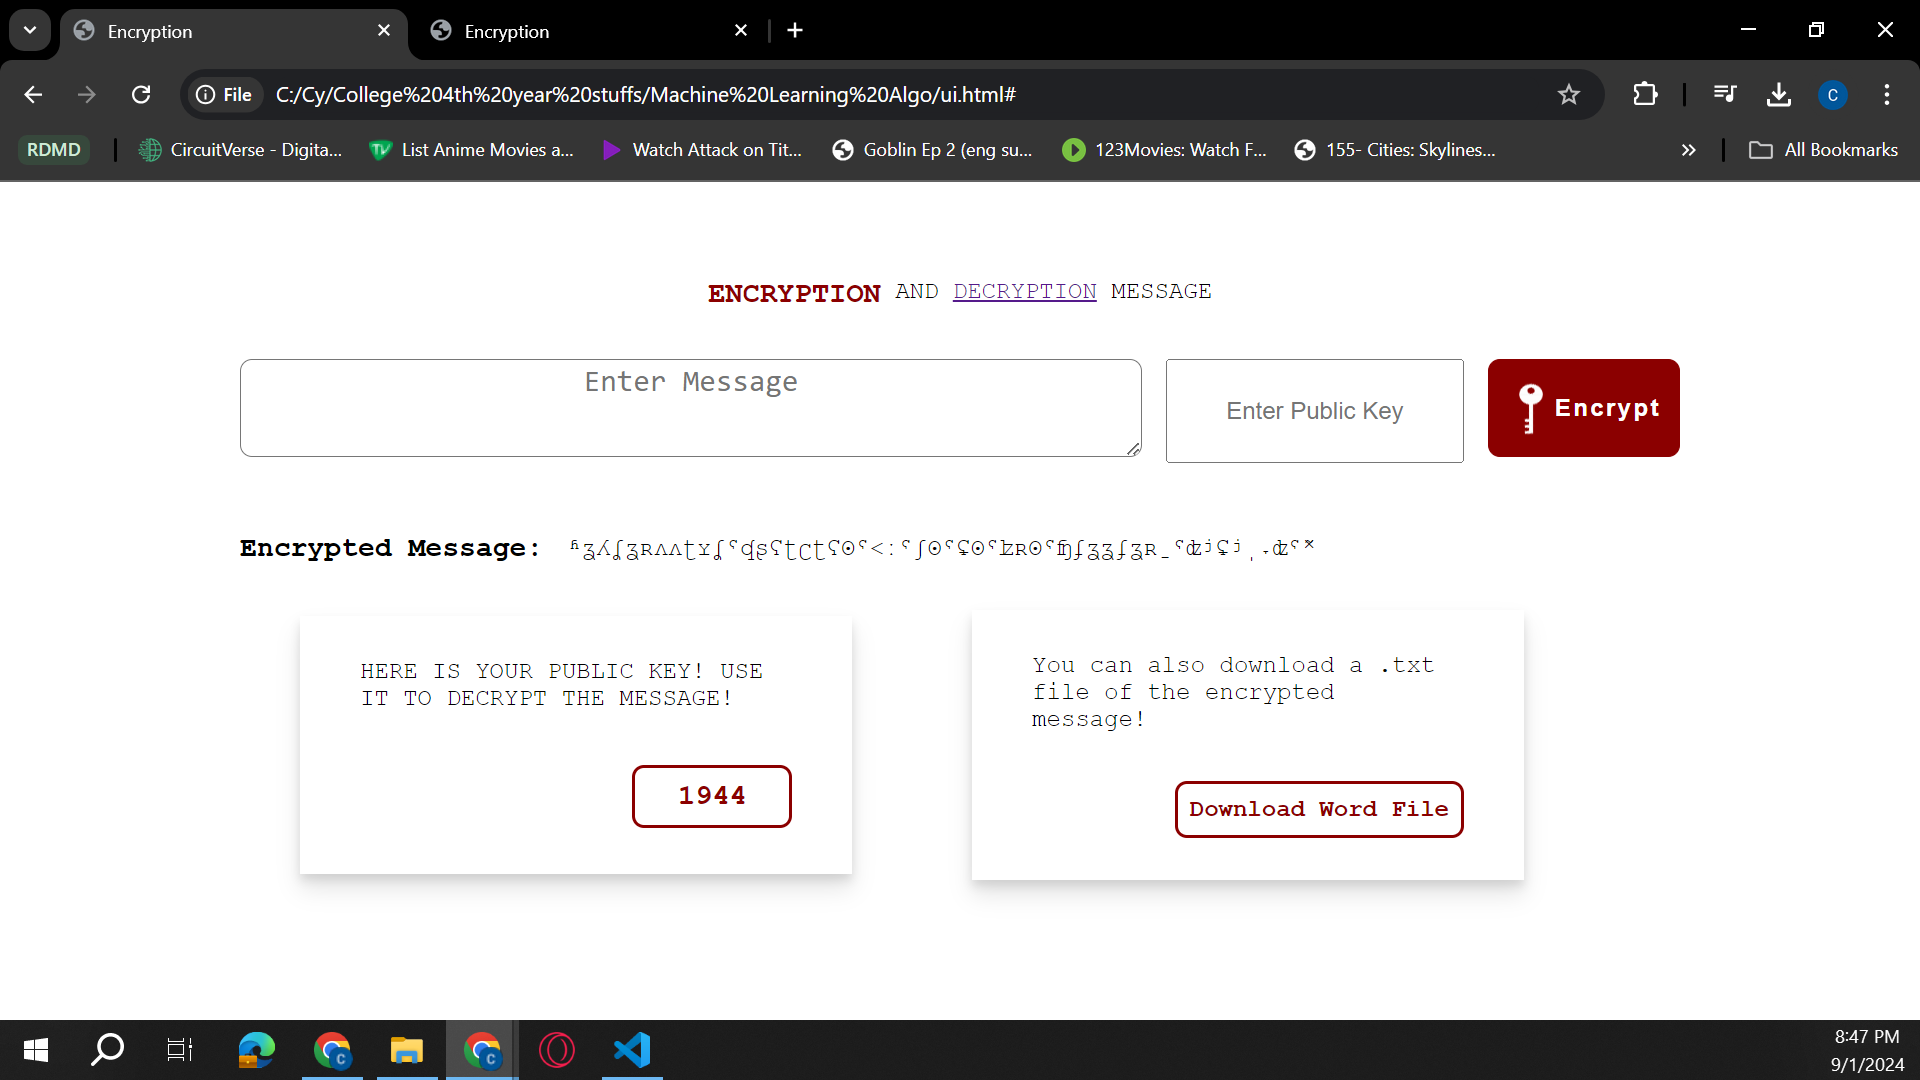 Encryption
Encryption
File
C:/Cy/College%204th%20year%20stuffs/Machine%20Learning%20Algo/ui.html#
C
RDMD
CircuitVerse - Digita...
List Anime Movies a...
Watch Attack on Tit...
Goblin Ep 2 (eng su...
123Movies: Watch F...
155- Cities: Skylines...
All Bookmarks
ENCRYPTION AND DECRYPTION MESSAGE
Enter Message
Enter Public Key
Encrypt
Encrypted Message:
HERE IS YOUR PUBLIC KEY! USE
IT TO DECRYPT THE MESSAGE!
1944
You can also download a .txt
file of the encrypted
message!
Download Word File
8:47 PM
9/1/2024